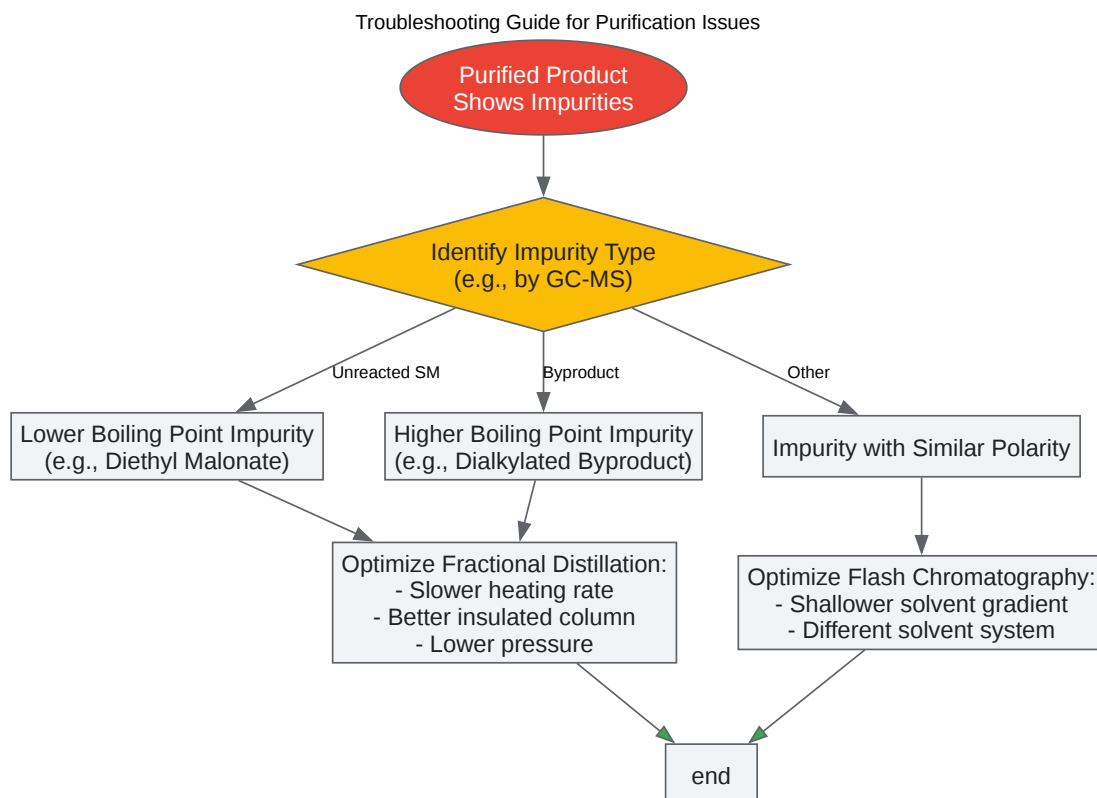 Troubleshooting Guide for Purification Issues
Purified Product
Shows Impurities
Identify Impurity Type
(e.g., by GC-MS)
Unreacted SM
Byproduct
Other
Lower Boiling Point Impurity
(e.g., Diethyl Malonate)
Higher Boiling Point Impurity
(e.g., Dialkylated Byproduct)
Impurity with Similar Polarity
Optimize Fractional Distillation:
- Slower heating rate
- Better insulated column
- Lower pressure
Optimize Flash Chromatography:
- Shallower solvent gradient
- Different solvent system
end